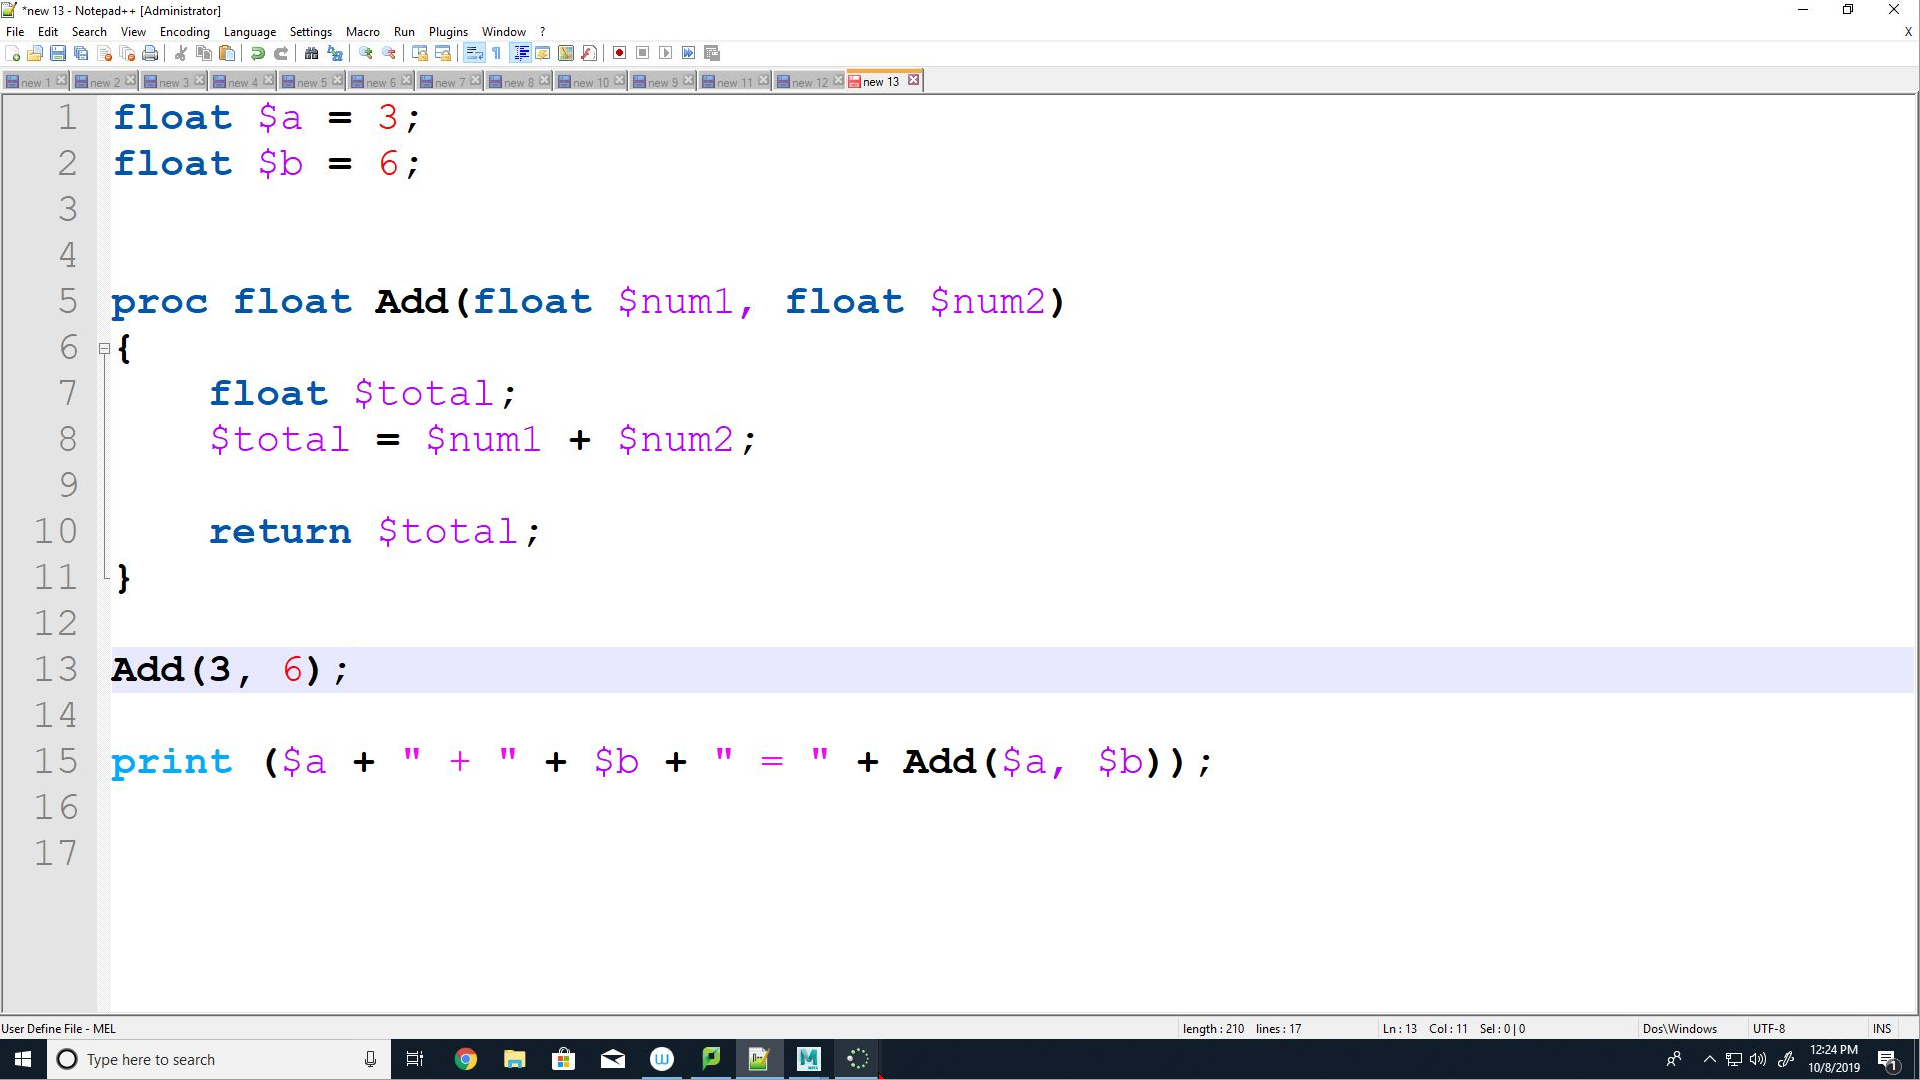 *new 13 - Notepad++ [Administrator]
File Edit Search View Encoding Language Settings Macro Run Plugins Window ? X
new 1 new 2 new 3 new 4 new 5 new 6 new 7 new 8 new 10 new 9 new 11 new 12 new 13
1 float $a = 3;
2 float $b = 6;
3
4
5 proc float Add(float $num1, float $num2)
6 {
7 float $total;
8 $total = $num1 + $num2;
9
10 return $total;
11 }
12
13 Add(3, 6);
14
15 print ($a + " + " + $b + " = " + Add($a, $b));
16
17
User Define File - MEL length : 210 lines : 17 Ln : 13 Col : 11 Sel : 0 | 0 Dos\Windows UTF-8 INS
Type here to search
12:24 PM
10/8/2019
1